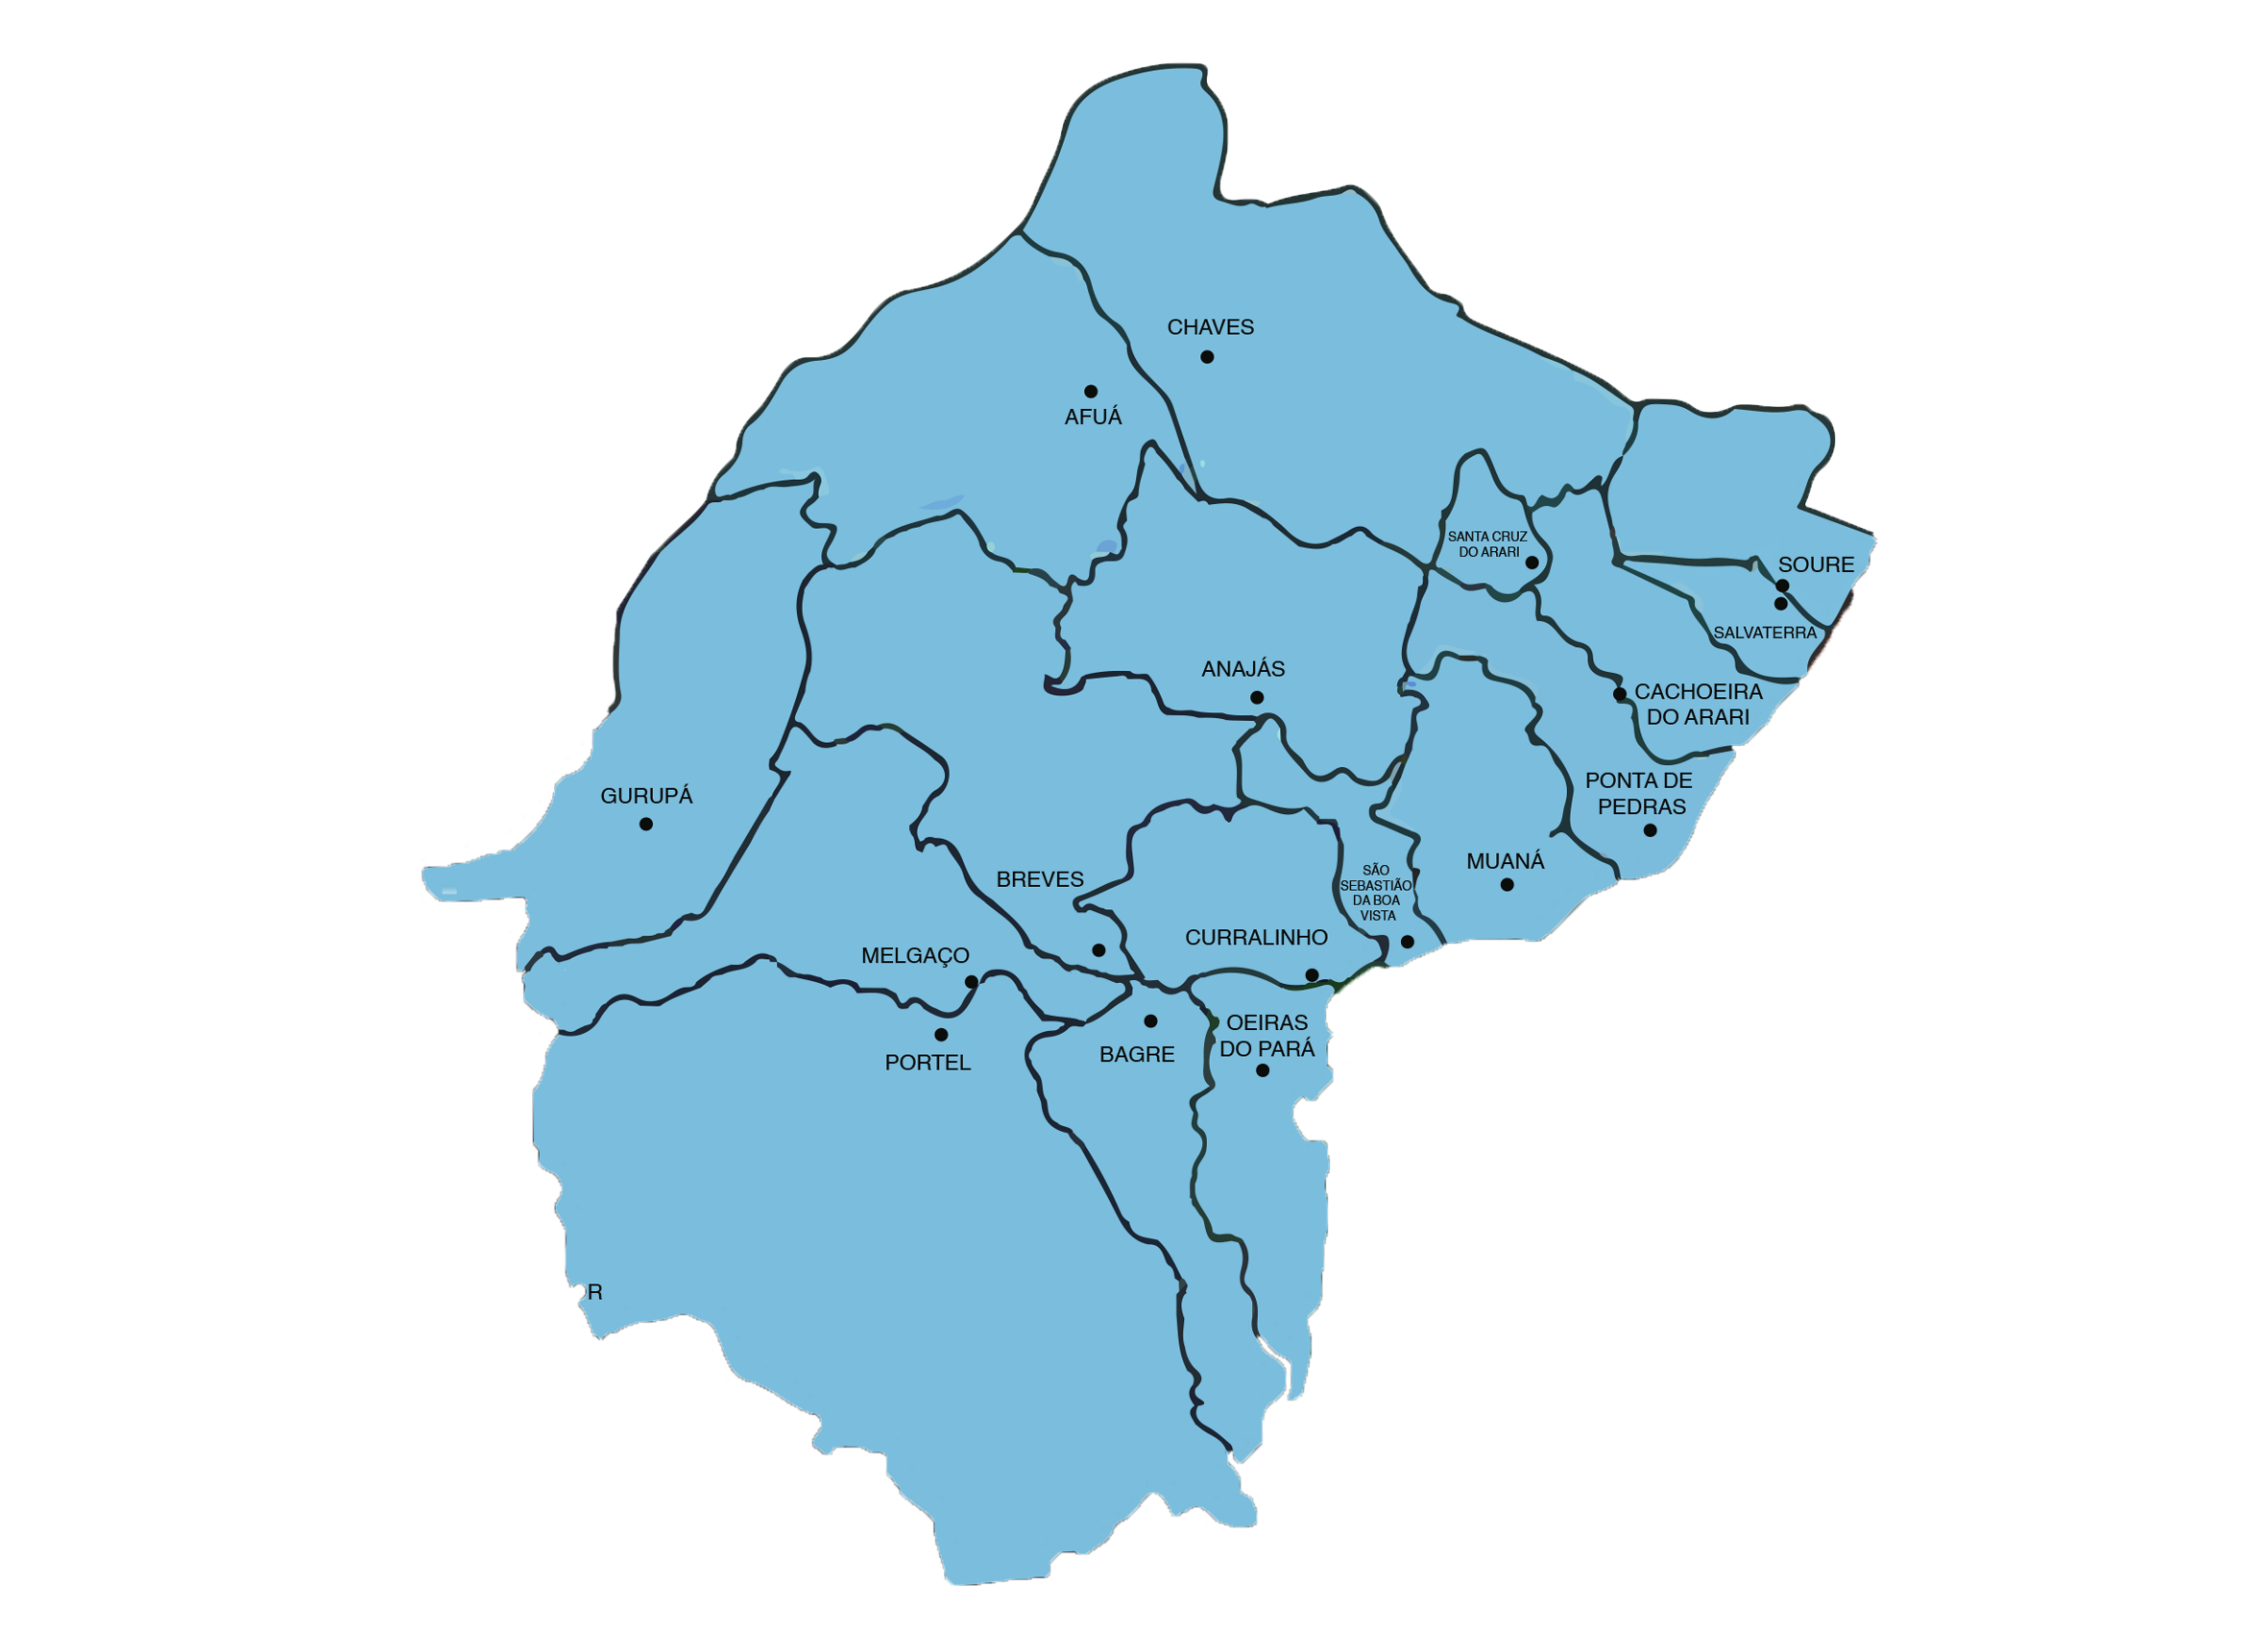 CHAVES
AFUÁ
SANTA CRUZ
DO ARARI
SOURE
SALVATERRA
ANAJÁS
CACHOEIRA
DO ARARI
PONTA DE
PEDRAS
GURUPÁ
MUANÁ
BREVES
SÃO
SEBASTIÃO
DA BOA
VISTA
CURRALINHO
MELGAÇO
OEIRAS
DO PARÁ
BAGRE
PORTEL
R